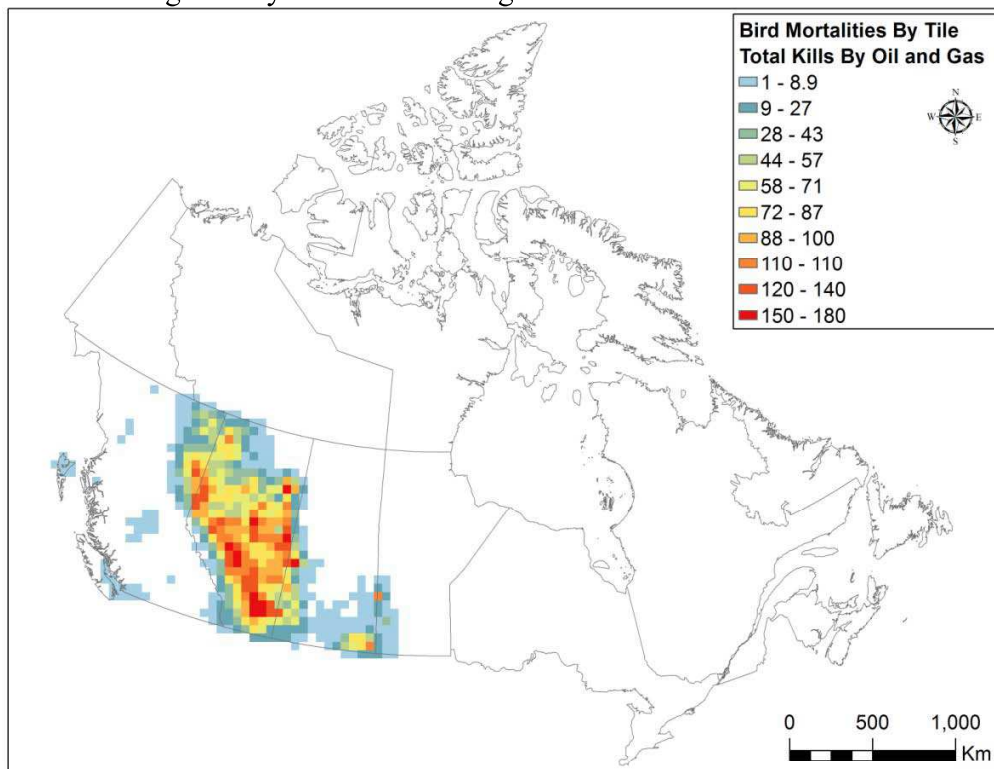 Bird Mortalities By Tile
Total Kills By Oil and Gas
1 - 8.9
9 - 27
28 - 43
44 - 57
58 - 71
72 - 87
88 - 100
110 - 110
120 - 140
150 - 180
N
W E
S
0 500 1,000
Km